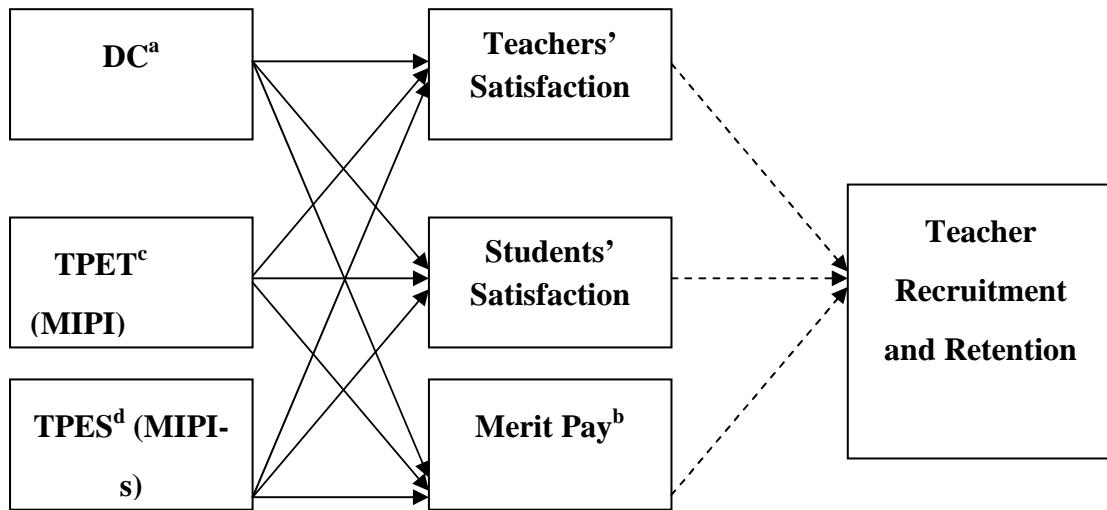 DCᵃ
Teachers’
Satisfaction
TPETᶜ
(MIPI)
Students’
Satisfaction
Teacher
Recruitment
and Retention
TPESᵈ (MIPI-
s)
Merit Payᵇ